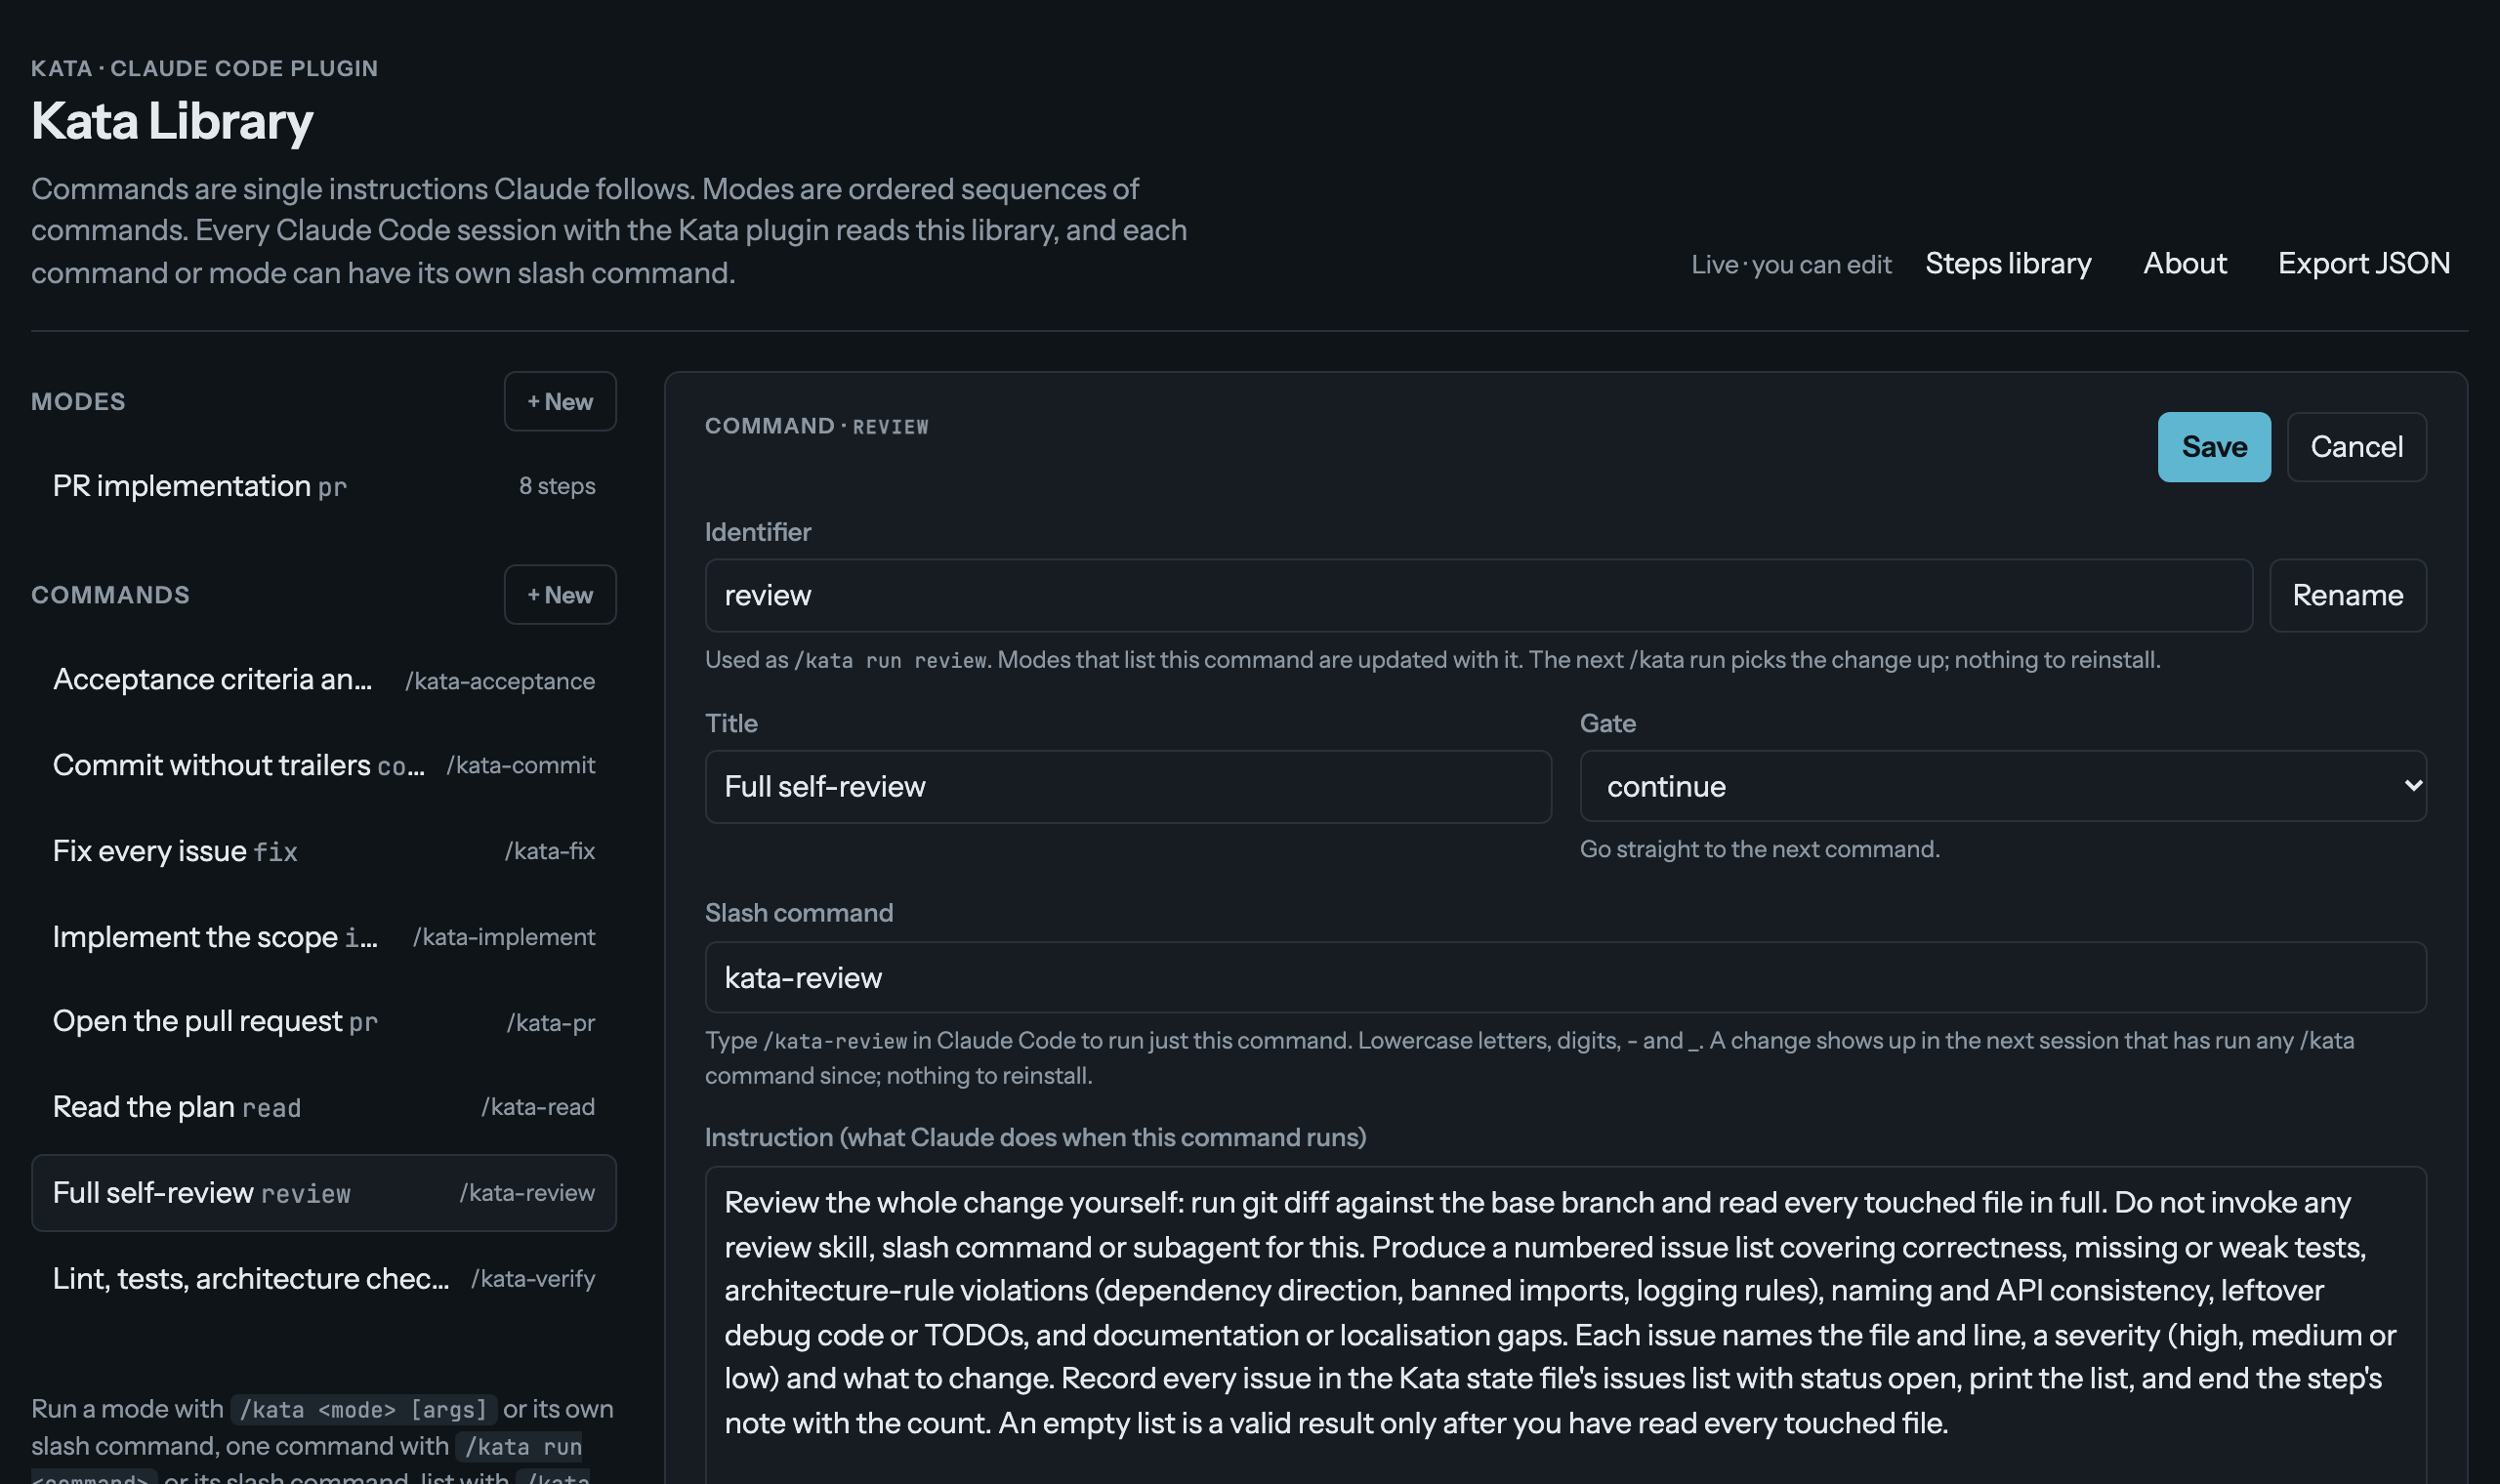 KATA · CLAUDE CODE PLUGIN
Kata Library
Commands are single instructions Claude follows. Modes are ordered sequences of
commands. Every Claude Code session with the Kata plugin reads this library, and each
command or mode can have its own slash command.
Live · you can edit
Steps library
About
Export JSON
MODES
+ New
PR implementation pr
8 steps
COMMANDS
+ New
Acceptance criteria an...
/kata-acceptance
Commit without trailers co...
/kata-commit
Fix every issue fix
/kata-fix
Implement the scope i...
/kata-implement
Open the pull request pr
/kata-pr
Read the plan read
/kata-read
Full self-review review
/kata-review
Lint, tests, architecture chec...
/kata-verify
Run a mode with /kata <mode> [args] or its own
slash command, one command with /kata run
<command> or its slash command, list with /kata
COMMAND · REVIEW
Save
Cancel
Identifier
review
Rename
Used as /kata run review. Modes that list this command are updated with it. The next /kata run picks the change up; nothing to reinstall.
Title
Full self-review
Gate
continue
Go straight to the next command.
Slash command
kata-review
Type /kata-review in Claude Code to run just this command. Lowercase letters, digits, - and _. A change shows up in the next session that has run any /kata
command since; nothing to reinstall.
Instruction (what Claude does when this command runs)
Review the whole change yourself: run git diff against the base branch and read every touched file in full. Do not invoke any
review skill, slash command or subagent for this. Produce a numbered issue list covering correctness, missing or weak tests,
architecture-rule violations (dependency direction, banned imports, logging rules), naming and API consistency, leftover
debug code or TODOs, and documentation or localisation gaps. Each issue names the file and line, a severity (high, medium or
low) and what to change. Record every issue in the Kata state file's issues list with status open, print the list, and end the step's
note with the count. An empty list is a valid result only after you have read every touched file.